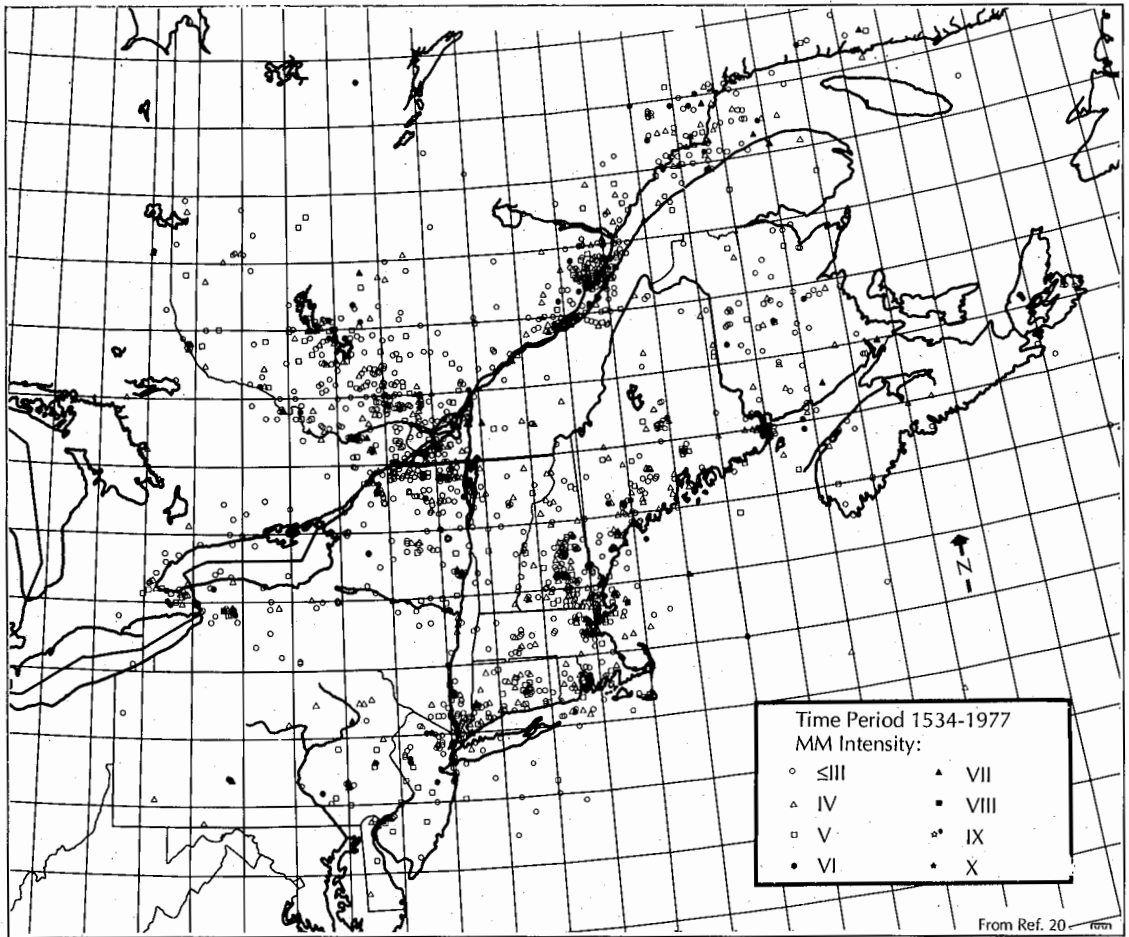 N
Time Period 1534-1977
MM Intensity:
≤III
VII
IV
VIII
V
IX
VI
X
From Ref. 20